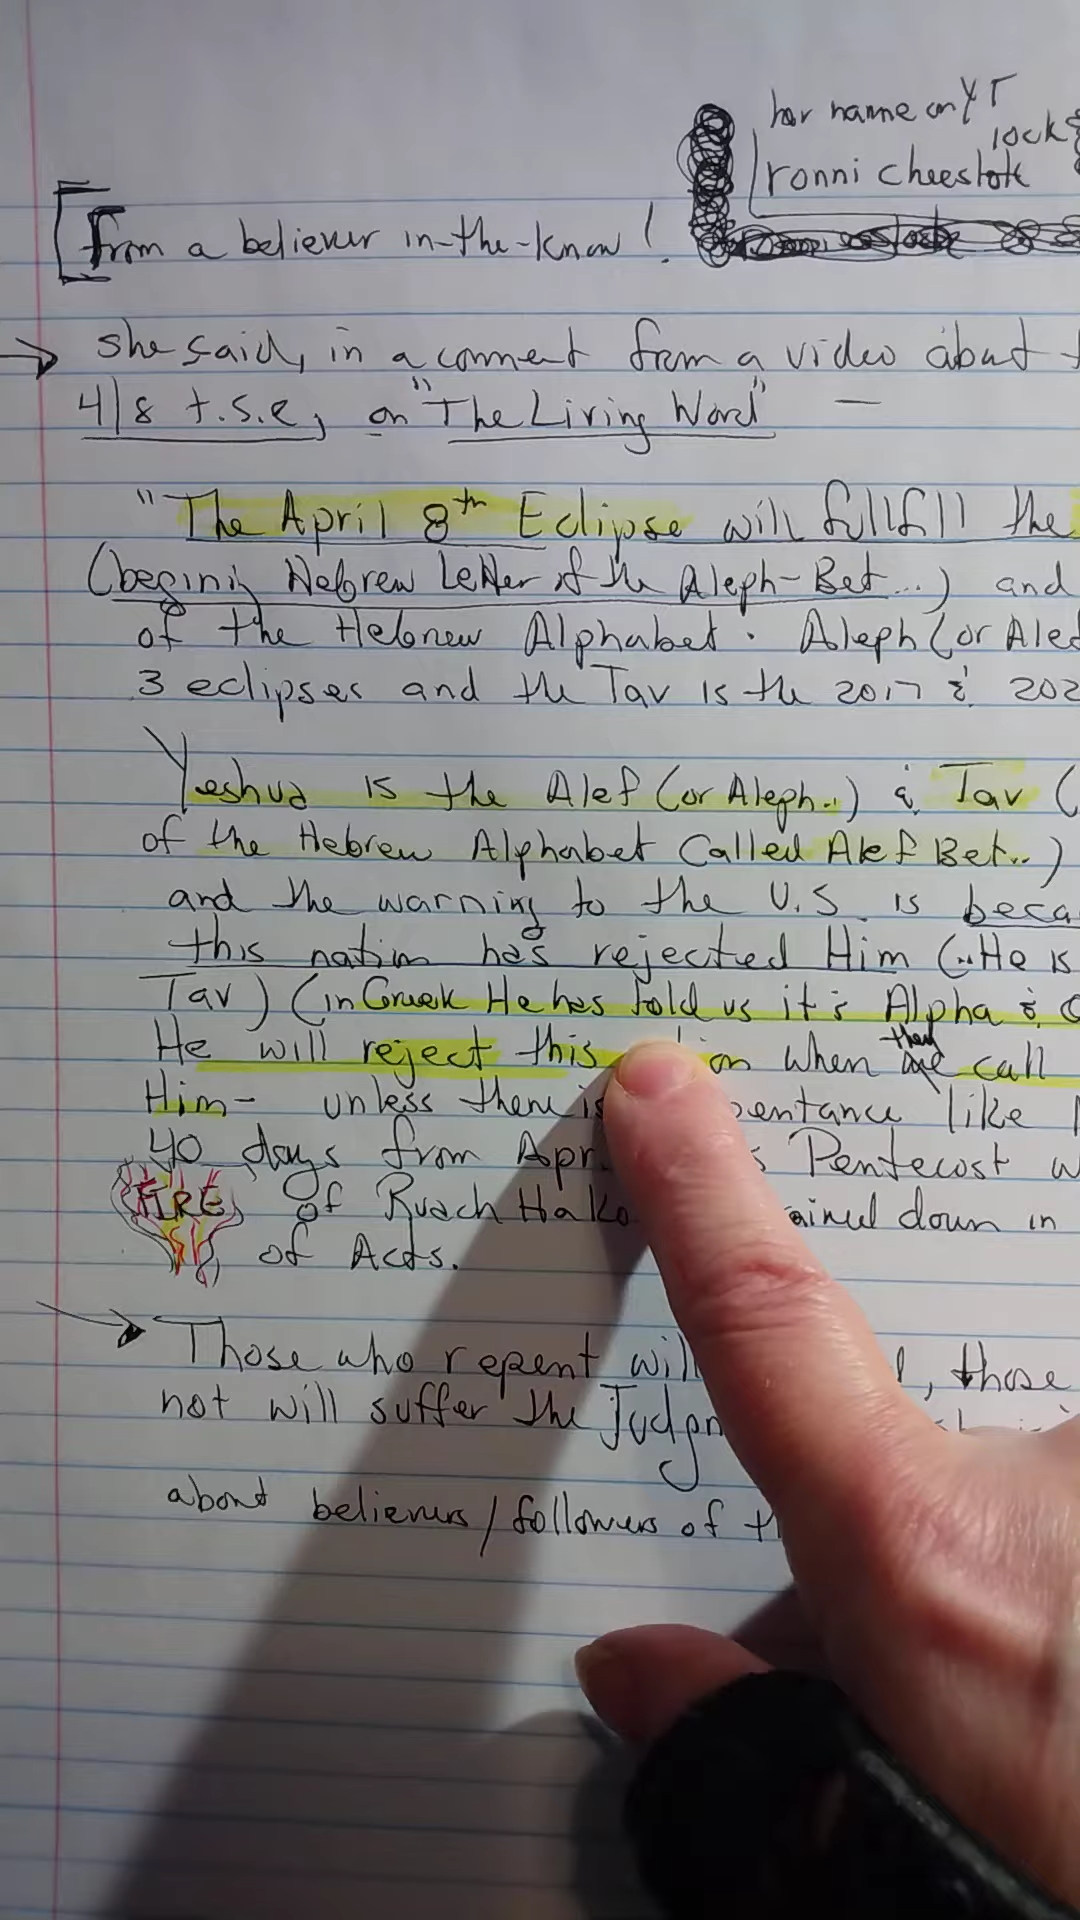 her name on YT
lock
ronni cheeslok
[From a believer in-the-know!
→ she said, in a comment from a video about
4/8 t.s.e, on "The Living Word" —
"The April 8th Eclipse will fullfill the
(begining Hebrew Letter of the Aleph-Bet...) and
of the Hebrew Alphabet. Aleph (or Alef
3 eclipses and the Tav is the 2017 & 202
Yeshua is the Alef (or Aleph..) & Tav (
of the Hebrew Alphabet Called Alef Bet..)
and the warning to the U.S. is beca
this nation has rejected Him (..He is
Tav) (in Greek He has told us it's Alpha & O
He will reject this on when they call
Him- unless there is pentance like
40 days from Apr. s Pentecost w
FIRE of Ruach Hako ained down in
of Acts.
→ Those who repent will , those
not will suffer the Judgm
about believers/followers of th